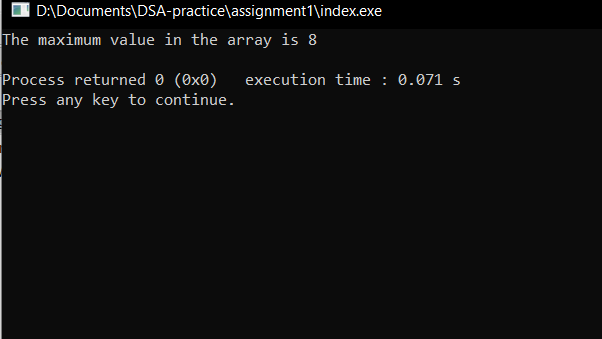 D:\Documents\DSA-practice\assignment1\index.exe
The maximum value in the array is 8
Process returned 0 (0x0)   execution time : 0.071 s
Press any key to continue.